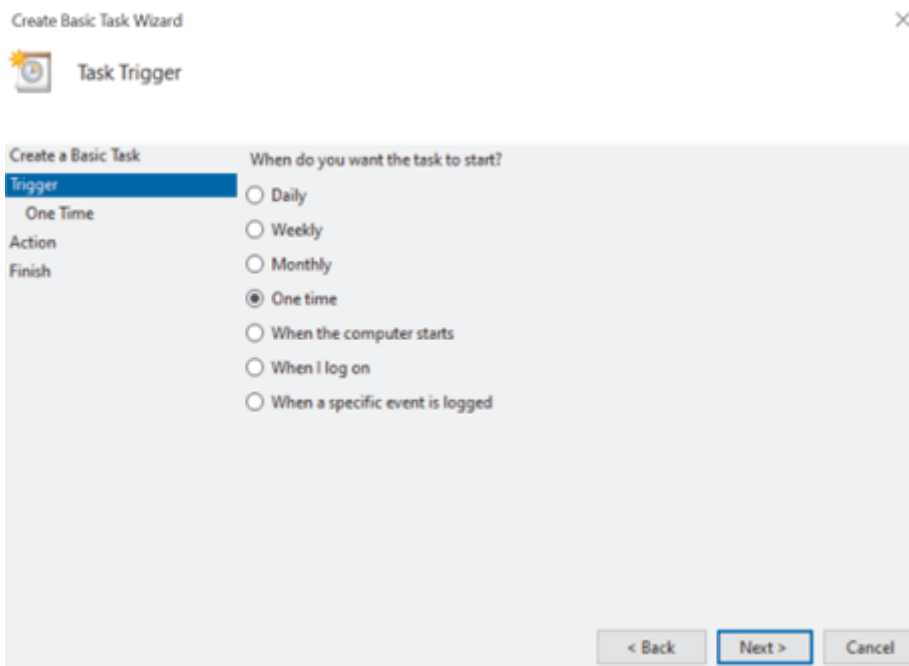 Create Basic Task Wizard
Task Trigger
Create a Basic Task
Trigger
One Time
Action
Finish
When do you want the task to start?
Daily
Weekly
Monthly
One time
When the computer starts
When I log on
When a specific event is logged
< Back
Next >
Cancel